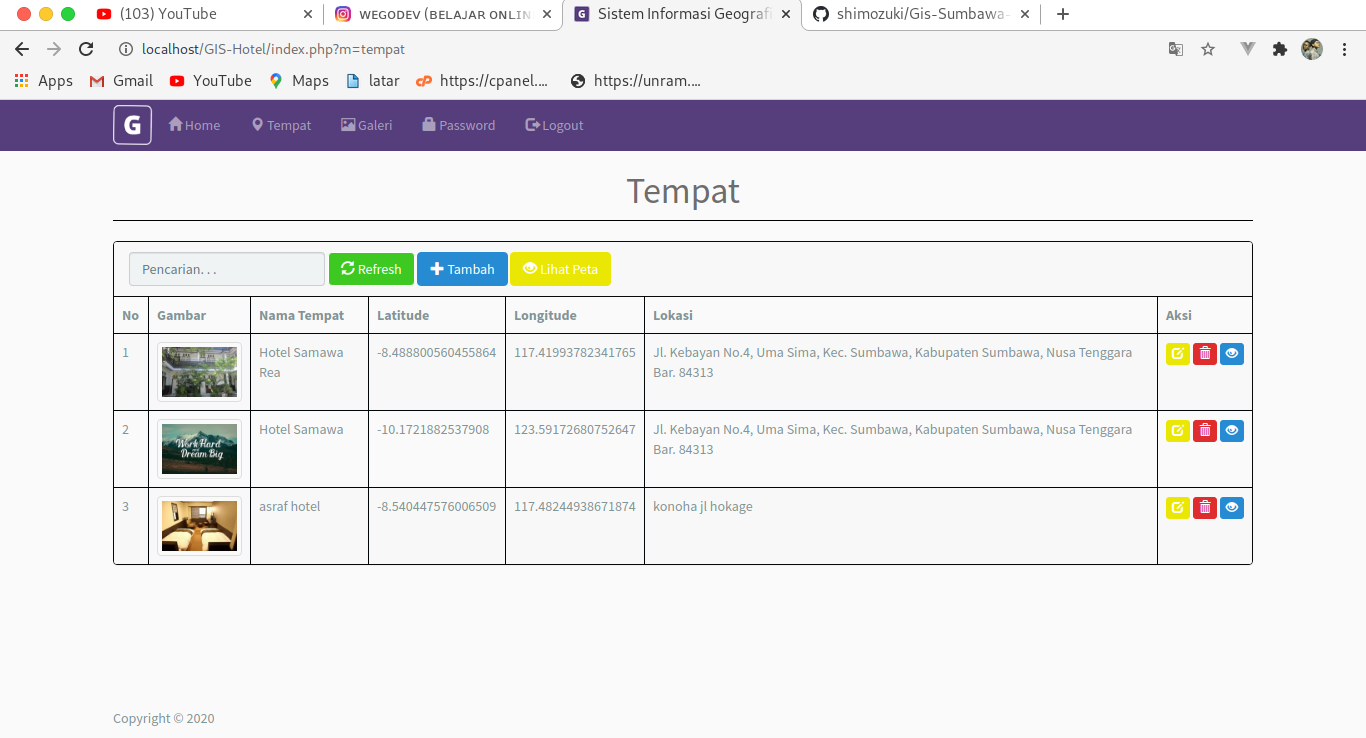 (103) YouTube
ᴡᴇɢᴏᴅᴇᴠ (ʙᴇʟᴀᴊᴀʀ ᴏɴʟɪɴ
Sistem Informasi Geografi
shimozuki/Gis-Sumbawa-
localhost/GIS-Hotel/index.php?m=tempat
Apps
Gmail
YouTube
Maps
latar
https://cpanel....
https://unram....
G
Home
Tempat
Galeri
Password
Logout
Tempat
Pencarian. . .
Refresh
Tambah
Lihat Peta
No Gambar Nama Tempat Latitude Longitude Lokasi Aksi
1 Hotel Samawa -8.488800560455864 117.41993782341765 Jl. Kebayan No.4, Uma Sima, Kec. Sumbawa, Kabupaten Sumbawa, Nusa Tenggara
Rea Bar. 84313
2 Hotel Samawa -10.1721882537908 123.59172680752647 Jl. Kebayan No.4, Uma Sima, Kec. Sumbawa, Kabupaten Sumbawa, Nusa Tenggara
Work Hard
Dream Big
Bar. 84313
3 asraf hotel -8.540447576006509 117.48244938671874 konoha jl hokage
Copyright © 2020